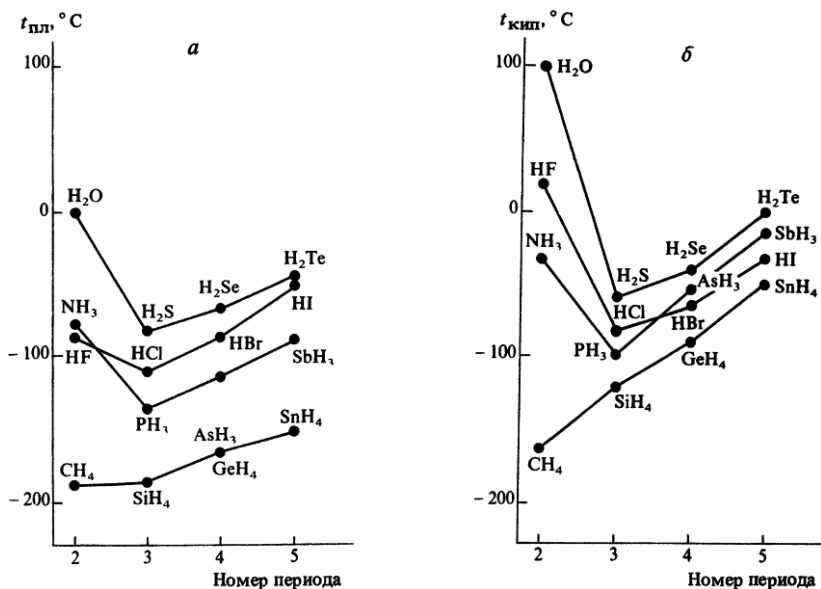 t пл, °C
а
100
H₂O
0
H₂Te
H₂Se
H₂S
HI
NH₃
HF
HCl
HBr
SbH₃
– 100
PH₃
AsH₃
SnH₄
GeH₄
CH₄
SiH₄
– 200
2 3 4 5
Номер периода
t кип, °C
б
100
H₂O
HF
0
H₂Te
SbH₃
NH₃
H₂Se
HI
H₂S
AsH₃
SnH₄
HCl
HBr
– 100
PH₃
GeH₄
SiH₄
CH₄
– 200
2 3 4 5
Номер периода